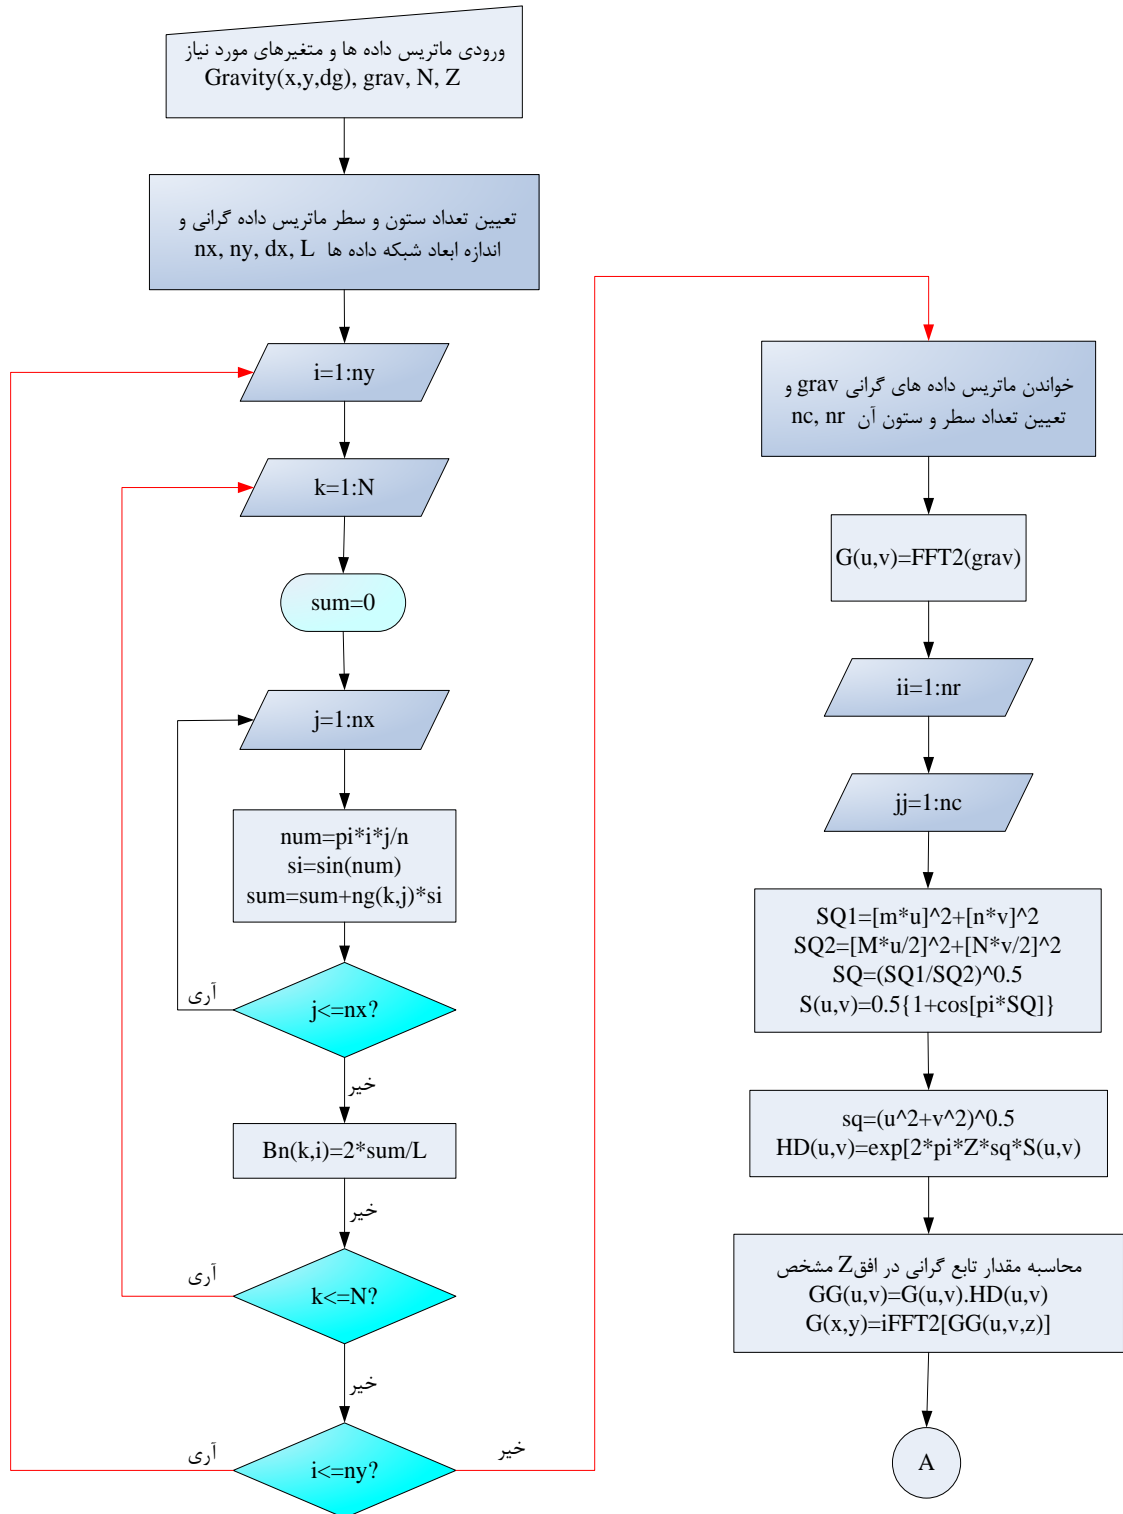 ورودی ماتریس داده ها و متغیرهای مورد نیاز
Gravity(x,y,dg), grav, N, Z
تعیین تعداد ستون و سطر ماتریس داده گرانی و
اندازه ابعاد شبکه داده ها nx, ny, dx, L
i=1:ny
k=1:N
sum=0
j=1:nx
num=pi*i*j/n
si=sin(num)
sum=sum+ng(k,j)*si
آری
j<=nx?
خیر
Bn(k,i)=2*sum/L
خیر
آری
k<=N?
خیر
آری
i<=ny?
خیر
خواندن ماتریس داده های گرانی grav و
تعیین تعداد سطر و ستون آن nc, nr
G(u,v)=FFT2(grav)
ii=1:nr
jj=1:nc
SQ1=[m*u]^2+[n*v]^2
SQ2=[M*u/2]^2+[N*v/2]^2
SQ=(SQ1/SQ2)^0.5
S(u,v)=0.5{1+cos[pi*SQ]}
sq=(u^2+v^2)^0.5
HD(u,v)=exp[2*pi*Z*sq*S(u,v)
محاسبه مقدار تابع گرانی در افقZ مشخص
GG(u,v)=G(u,v).HD(u,v)
G(x,y)=iFFT2[GG(u,v,z)]
A